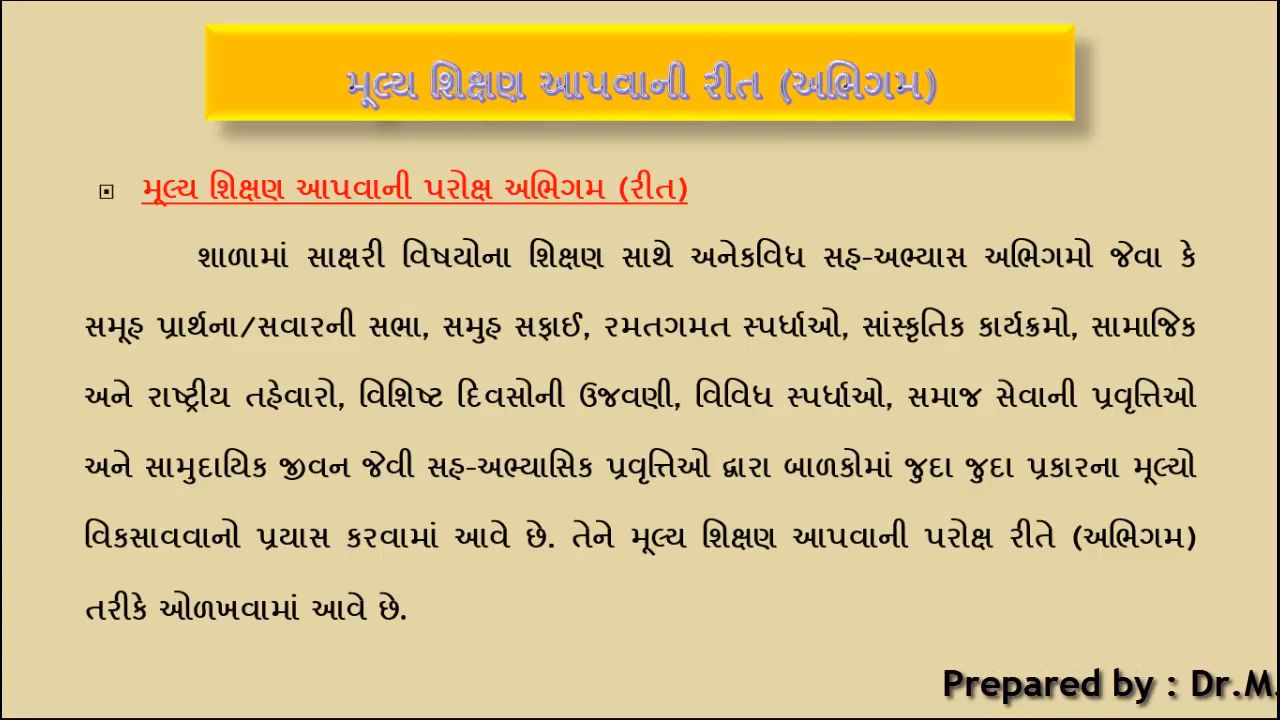 મૂલ્ય શિક્ષણ આપવાની રીત (અભિગમ)
મૂલ્ય શિક્ષણ આપવાની પરોક્ષ અભિગમ (રીત)
શાળામાં સાક્ષરી વિષયોના શિક્ષણ સાથે અનેકવિધ સહ-અભ્યાસ અભિગમો જેવા કે
સમૂહ પ્રાર્થના/સવારની સભા, સમુહ સફાઈ, રમતગમત સ્પર્ધાઓ, સાંસ્કૃતિક કાર્યક્રમો, સામાજિક
અને રાષ્ટ્રીય તહેવારો, વિશિષ્ટ દિવસોની ઉજવણી, વિવિધ સ્પર્ધાઓ, સમાજ સેવાની પ્રવૃત્તિઓ
અને સામુદાયિક જીવન જેવી સહ-અભ્યાસિક પ્રવૃત્તિઓ દ્વારા બાળકોમાં જુદા જુદા પ્રકારના મૂલ્યો
વિકસાવવાનો પ્રયાસ કરવામાં આવે છે. તેને મૂલ્ય શિક્ષણ આપવાની પરોક્ષ રીતે (અભિગમ)
તરીકે ઓળખવામાં આવે છે.
Prepared by : Dr.M.